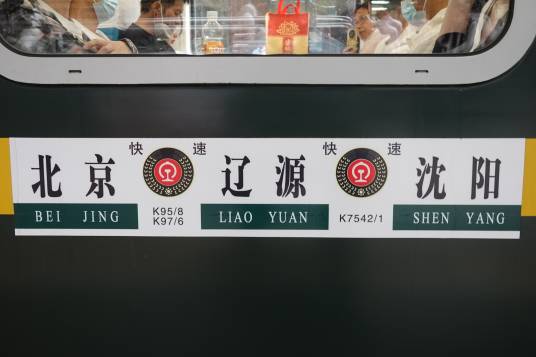 快 速 快 速
北 京 辽 源 沈 阳
BEI JING K95/8 LIAO YUAN K7542/1 SHEN YANG
K97/6